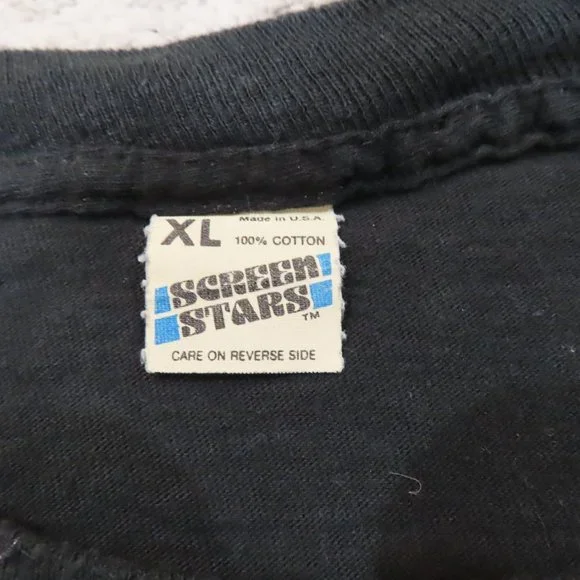 XL Made in U.S.A.
100% COTTON
SCREEN
STARS
TM
CARE ON REVERSE SIDE